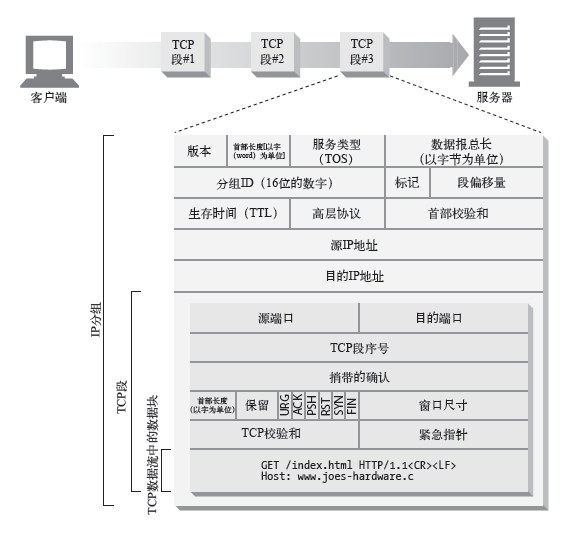 TCP
段#1
TCP
段#2
TCP
段#3
客户端
服务器
版本
首部长度[以字
(word) 为单位]
服务类型
(TOS)
数据报总长
(以字节为单位)
分组ID（16位的数字）
标记
段偏移量
生存时间（TTL）
高层协议
首部校验和
源IP地址
目的IP地址
源端口
目的端口
TCP段序号
捎带的确认
首部长度
(以字为单位)
保留
URG
ACK
PSH
RST
SYN
FIN
窗口尺寸
TCP校验和
紧急指针
GET /index.html HTTP/1.1<CR><LF>
Host: www.joes-hardware.c
IP分组
TCP段
TCP数据流中的数据块